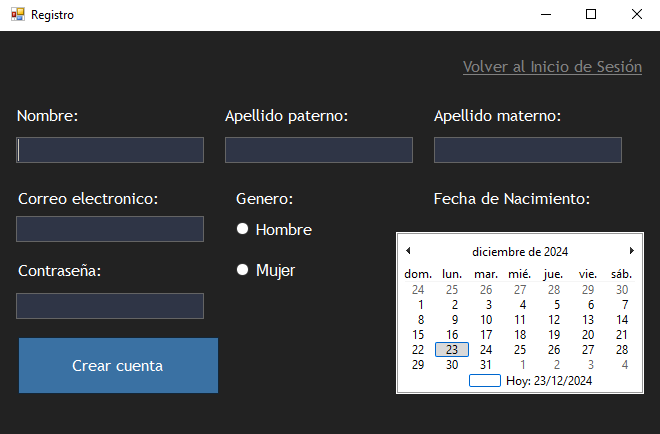 Registro
Volver al Inicio de Sesión
Nombre: Apellido paterno: Apellido materno:
Correo electronico: Genero: Fecha de Nacimiento:
Hombre
Contraseña: Mujer
Crear cuenta
diciembre de 2024
dom. lun. mar. mié. jue. vie. sáb.
24 25 26 27 28 29 30
1 2 3 4 5 6 7
8 9 10 11 12 13 14
15 16 17 18 19 20 21
22 23 24 25 26 27 28
29 30 31 1 2 3 4
Hoy: 23/12/2024